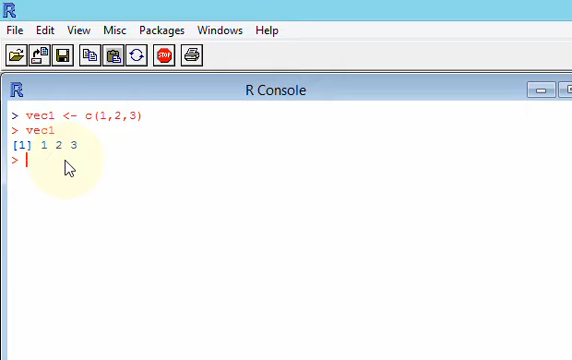 R
File Edit View Misc Packages Windows Help
STOP
R R Console
> vec1 <- c(1,2,3)
> vec1
[1] 1 2 3
>